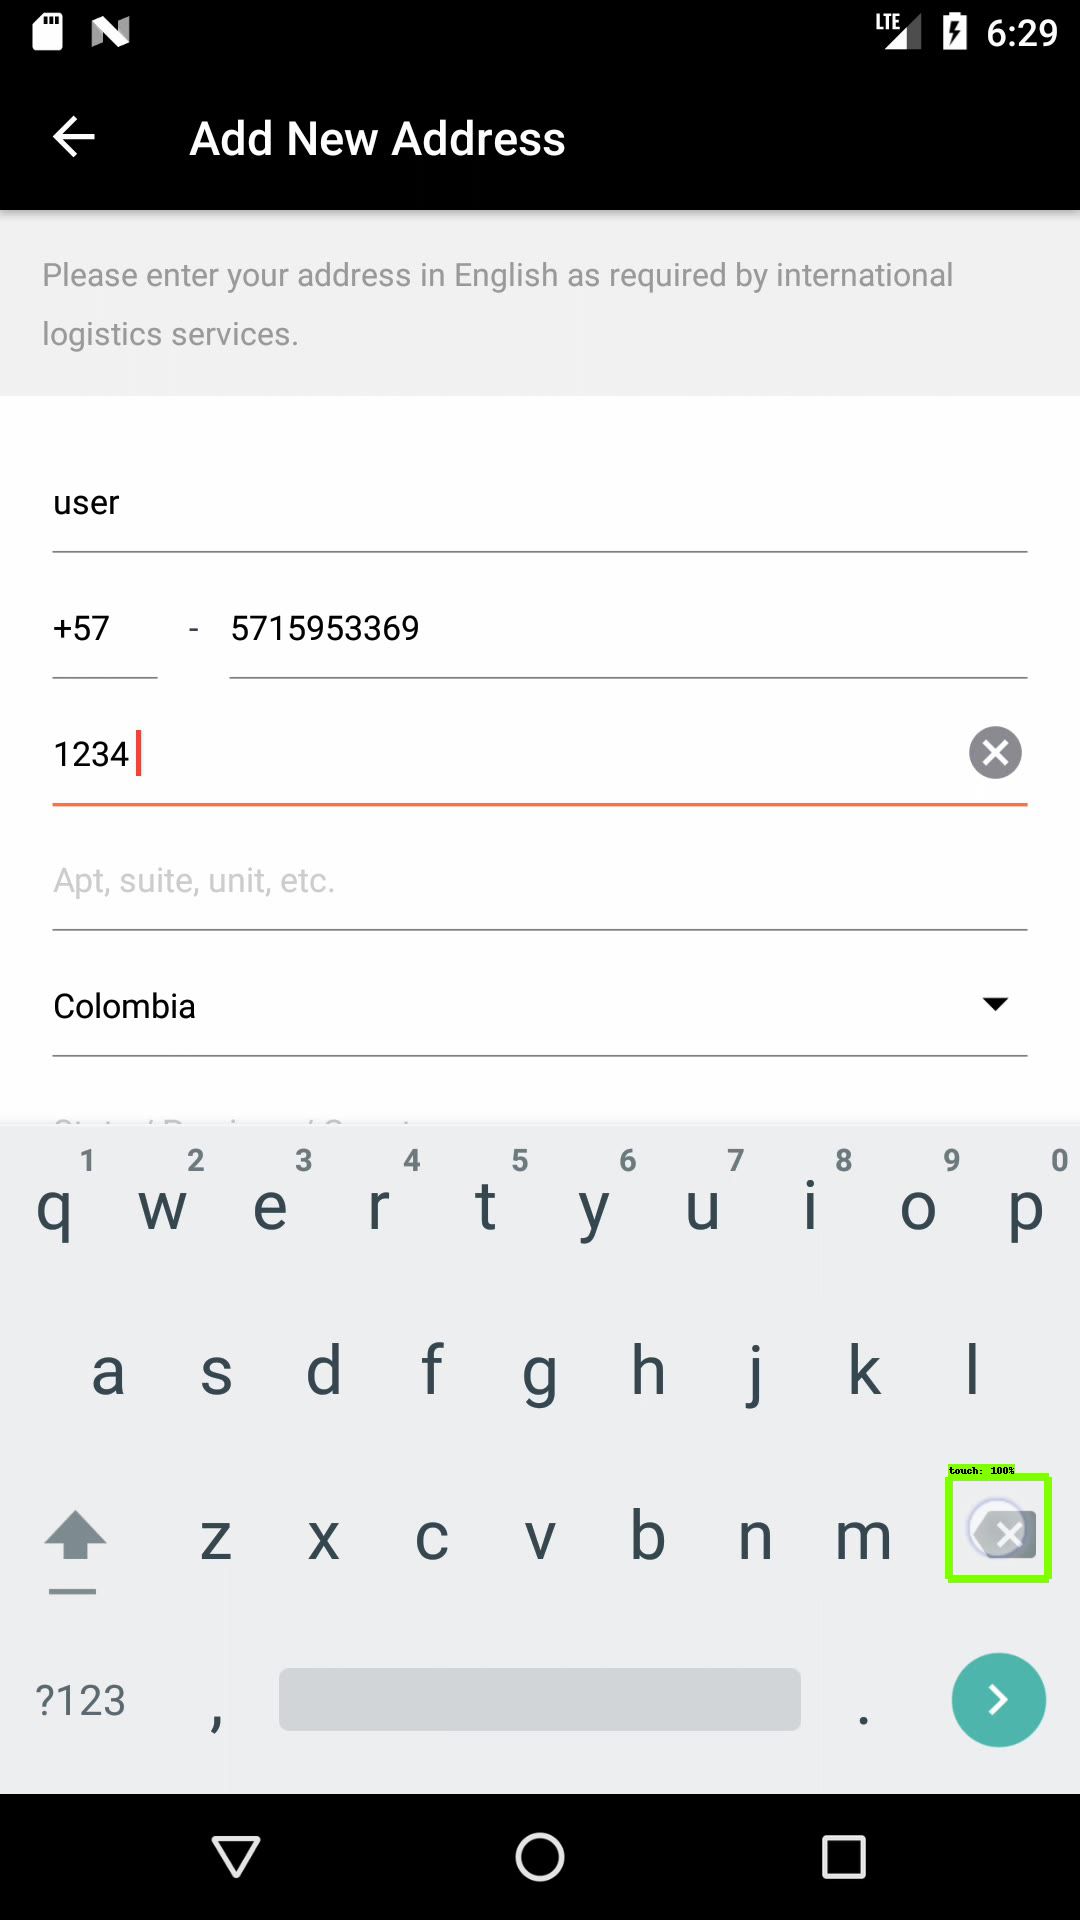 LTE 6:29
Add New Address
Please enter your address in English as required by international
logistics services.
user
+57 - 5715953369
1234
Apt, suite, unit, etc.
Colombia
1 2 3 4 5 6 7 8 9 0
q w e r t y u i o p
a s d f g h j k l
touch: 100%
z x c v b n m
?123 , .